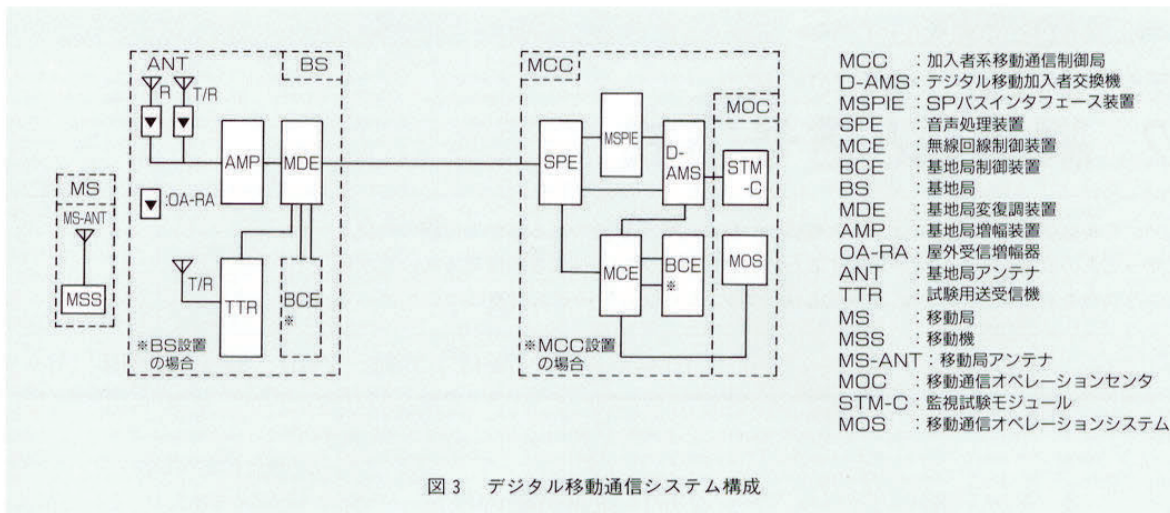 ANT
BS
R
T/R
AMP
MDE
:OA-RA
MS
MS-ANT
MSS
T/R
TTR
BCE
※
※BS設置
の場合
MCC
MOC
SPE
MSPIE
D-
AMS
STM
-C
MCE
BCE
※
MOS
※MCC設置
の場合
MCC :加入者系移動通信制御局
D-AMS :デジタル移動加入者交換機
MSPIE :SPバスインタフェース装置
SPE :音声処理装置
MCE :無線回線制御装置
BCE :基地局制御装置
BS :基地局
MDE :基地局変復調装置
AMP :基地局増幅装置
OA-RA :屋外受信増幅器
ANT :基地局アンテナ
TTR :試験用送受信機
MS :移動局
MSS :移動機
MS-ANT:移動局アンテナ
MOC :移動通信オペレーションセンタ
STM-C :監視試験モジュール
MOS :移動通信オペレーションシステム
図3 デジタル移動通信システム構成